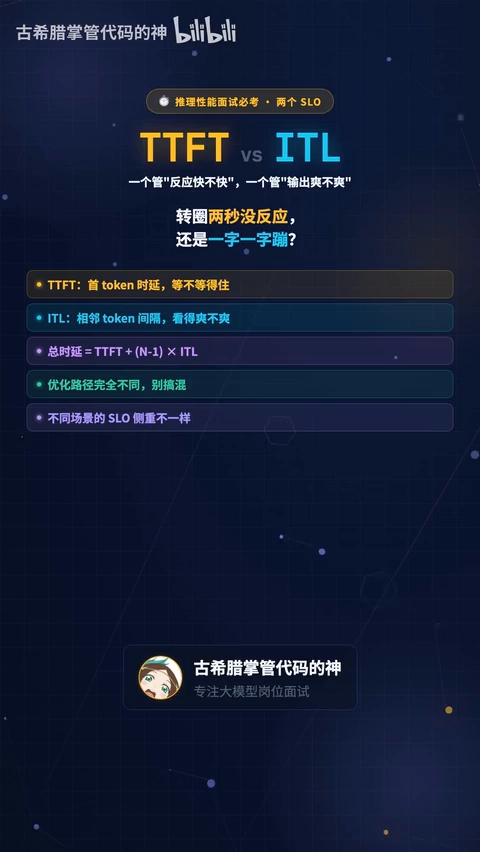 古希腊掌管代码的神 bilibili
⏱ 推理性能面试必考 · 两个 SLO
TTFT vs ITL
一个管"反应快不快"，一个管"输出爽不爽"
转圈两秒没反应，
还是一字一字蹦？
TTFT：首 token 时延，等不等得住
ITL：相邻 token 间隔，看得爽不爽
总时延 = TTFT + (N-1) × ITL
优化路径完全不同，别搞混
不同场景的 SLO 侧重不一样
古希腊掌管代码的神
专注大模型岗位面试